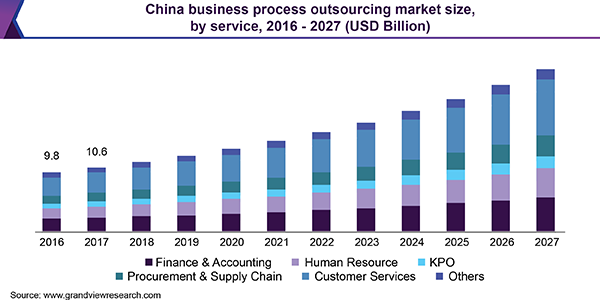 China business process outsourcing market size,
by service, 2016 - 2027 (USD Billion)
9.8
10.6
2016 2017 2018 2019 2020 2021 2022 2023 2024 2025 2026 2027
Finance & Accounting Human Resource KPO
Procurement & Supply Chain Customer Services Others
Source: www.grandviewresearch.com